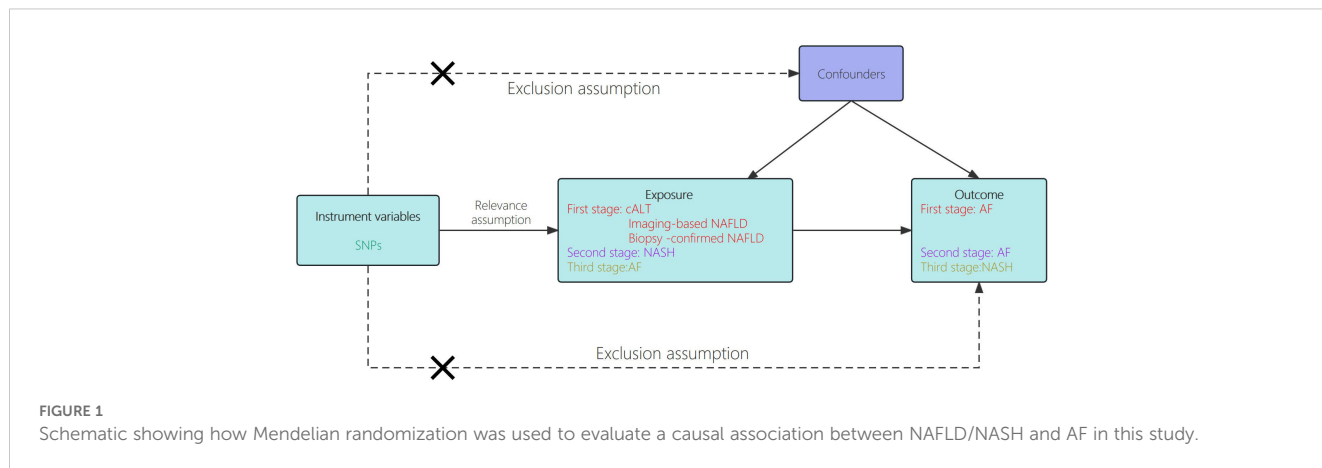 Confounders
Exclusion assumption
Instrument variables
SNPs
Relevance
assumption
Exposure
First stage: cALT
Imaging-based NAFLD
Biopsy -confirmed NAFLD
Second stage: NASH
Third stage:AF
Outcome
First stage: AF
Second stage: AF
Third stage:NASH
Exclusion assumption
FIGURE 1
Schematic showing how Mendelian randomization was used to evaluate a causal association between NAFLD/NASH and AF in this study.